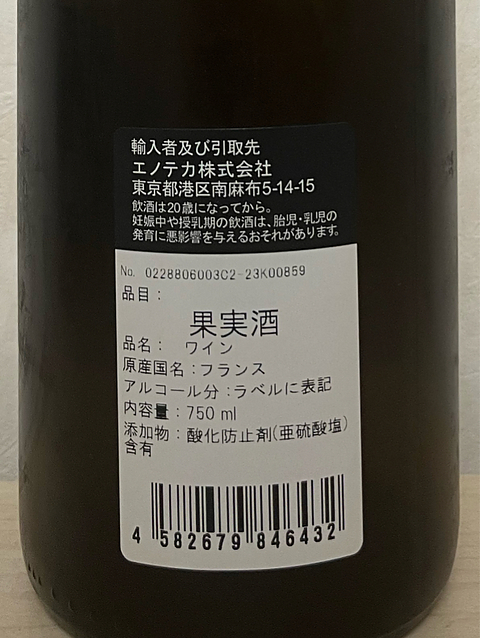 輸入者及び引取先
エノテカ株式会社
東京都港区南麻布5-14-15
飲酒は20歳になってから。
妊娠中や授乳期の飲酒は、胎児・乳児の
発育に悪影響を与えるおそれがあります。
No. 0228806003C2-23K00859
品目：
果実酒
品名： ワイン
原産国名：フランス
アルコール分：ラベルに表記
内容量：750 ml
添加物：酸化防止剤(亜硫酸塩)
含有
4 582679 846432